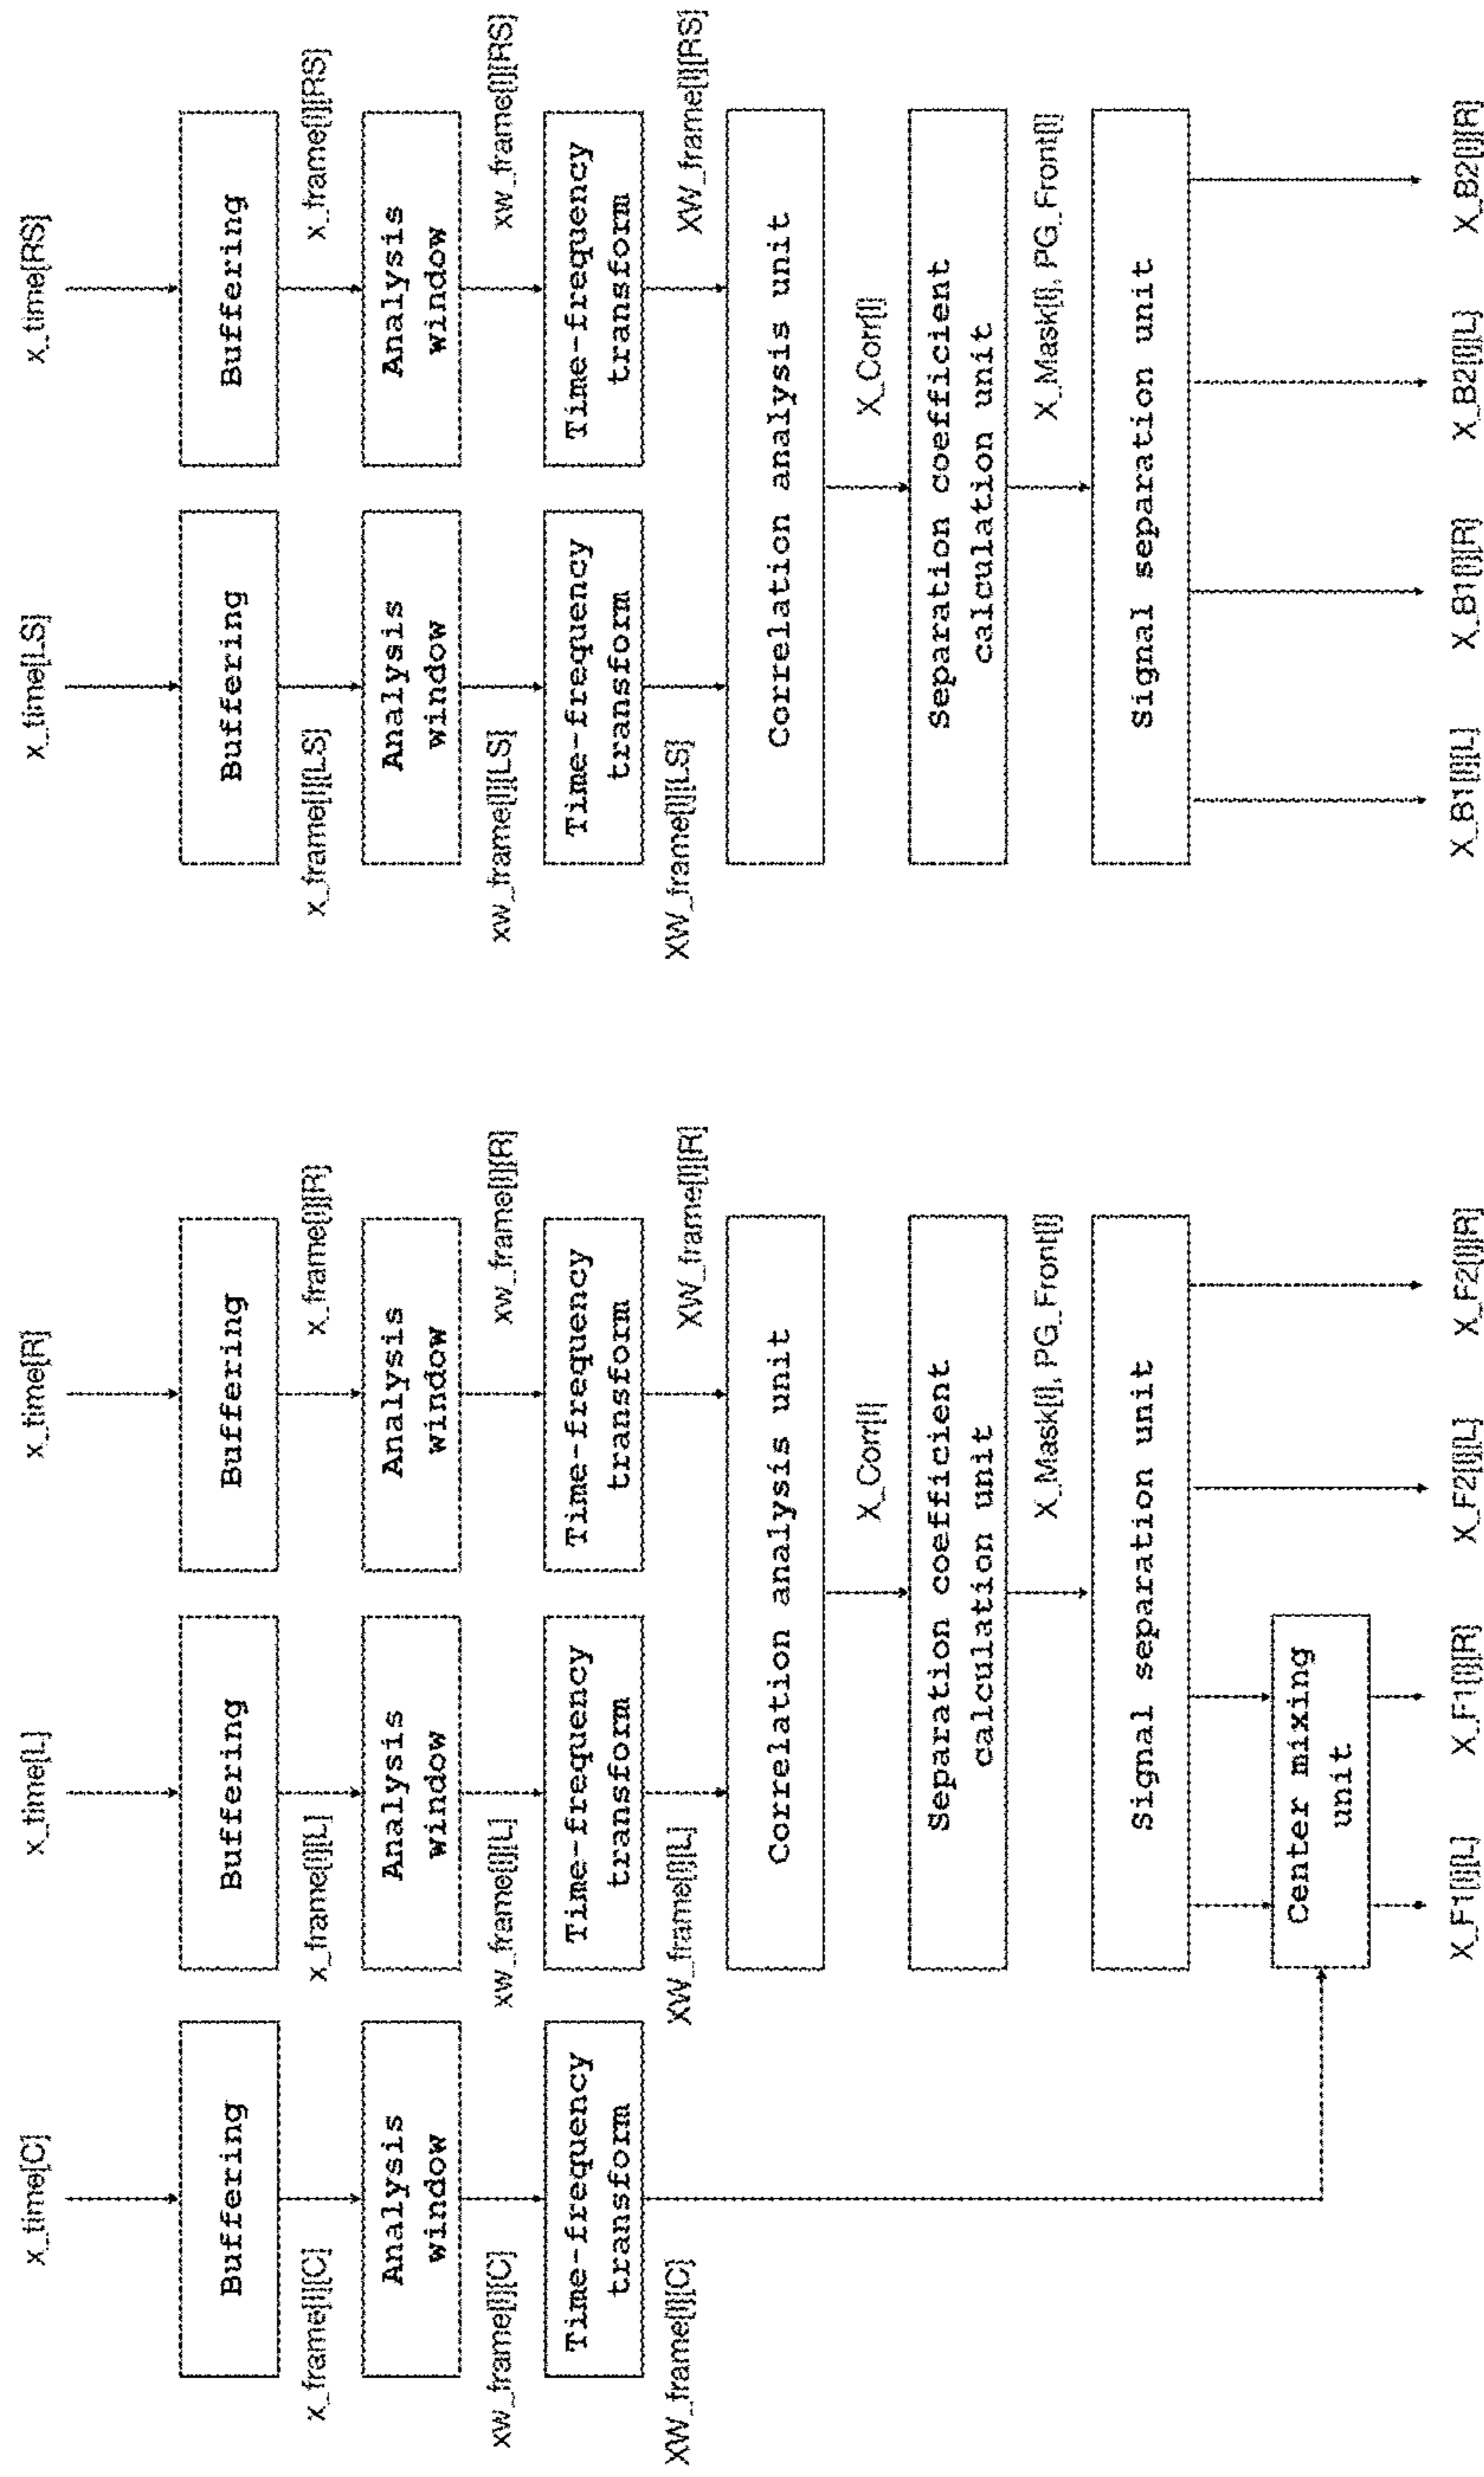 x_time[C]
x_time[L]
x_time[R]
x_time[LS]
x_time[RS]
Buffering
Buffering
Buffering
Buffering
Buffering
x_frame[l][C]
x_frame[l][L]
x_frame[l][R]
x_frame[l][LS]
x_frame[l][RS]
Analysis
window
Analysis
window
Analysis
window
Analysis
window
Analysis
window
xw_frame[l][C]
xw_frame[l][L]
xw_frame[l][R]
xw_frame[l][LS]
xw_frame[l][RS]
Time-frequency
transform
Time-frequency
transform
Time-frequency
transform
Time-frequency
transform
Time-frequency
transform
XW_frame[l][C]
XW_frame[l][L]
XW_frame[l][R]
XW_frame[l][LS]
XW_frame[l][RS]
Correlation analysis unit
Correlation analysis unit
X_Corr[l]
X_Corr[l]
Separation coefficient
calculation unit
Separation coefficient
calculation unit
X_Mask[l], PG_Front[l]
X_Mask[l], PG_Front[l]
Signal separation unit
Signal separation unit
Center mixing
unit
X_F1[l][L]
X_F1[l][R]
X_F2[l][L]
X_F2[l][R]
X_B1[l][L]
X_B1[l][R]
X_B2[l][L]
X_B2[l][R]